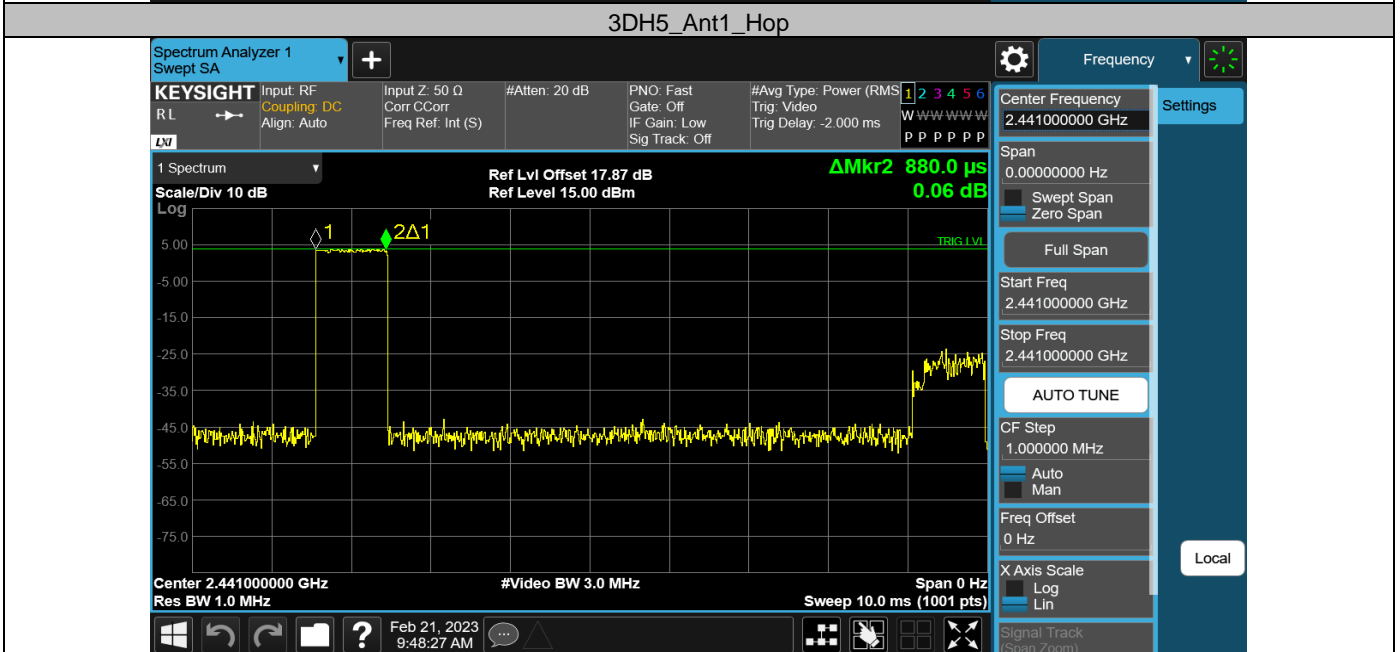 3DH5_Ant1_Hop
Spectrum Analyzer 1
Swept SA
Frequency
KEYSIGHT
RL
LXI
Input: RF
Coupling: DC
Align: Auto
Input Z: 50 Ω
Corr CCorr
Freq Ref: Int (S)
#Atten: 20 dB
PNO: Fast
Gate: Off
IF Gain: Low
Sig Track: Off
#Avg Type: Power (RMS
Trig: Video
Trig Delay: -2.000 ms
1 2 3 4 5 6
W W W W W W
P P P P P P
1 Spectrum
Scale/Div 10 dB
Log
Ref Lvl Offset 17.87 dB
Ref Level 15.00 dBm
ΔMkr2 880.0 µs
0.06 dB
1
2Δ1
TRIG LVL
5.00
-5.00
-15.0
-25.0
-35.0
-45.0
-55.0
-65.0
-75.0
Center 2.441000000 GHz
Res BW 1.0 MHz
#Video BW 3.0 MHz
Span 0 Hz
Sweep 10.0 ms (1001 pts)
?
Feb 21, 2023
9:48:27 AM
Center Frequency
2.441000000 GHz
Settings
Span
0.00000000 Hz
Swept Span
Zero Span
Full Span
Start Freq
2.441000000 GHz
Stop Freq
2.441000000 GHz
AUTO TUNE
CF Step
1.000000 MHz
Auto
Man
Freq Offset
0 Hz
X Axis Scale
Log
Lin
Local
Signal Track
(Span Zoom)